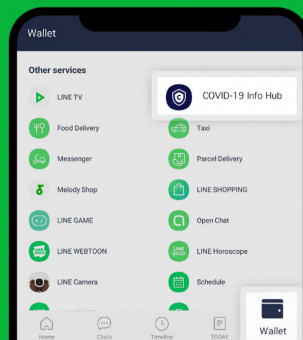 Wallet
Other services
LINE TV
COVID-19 Info Hub
Food Delivery
Taxi
Messenger
Parcel Delivery
Melody Shop
LINE SHOPPING
LINE GAME
Open Chat
LINE WEBTOON
LINE Horoscope
LINE Camera
Schedule
Home
Chats
Timeline
TODAY
Wallet